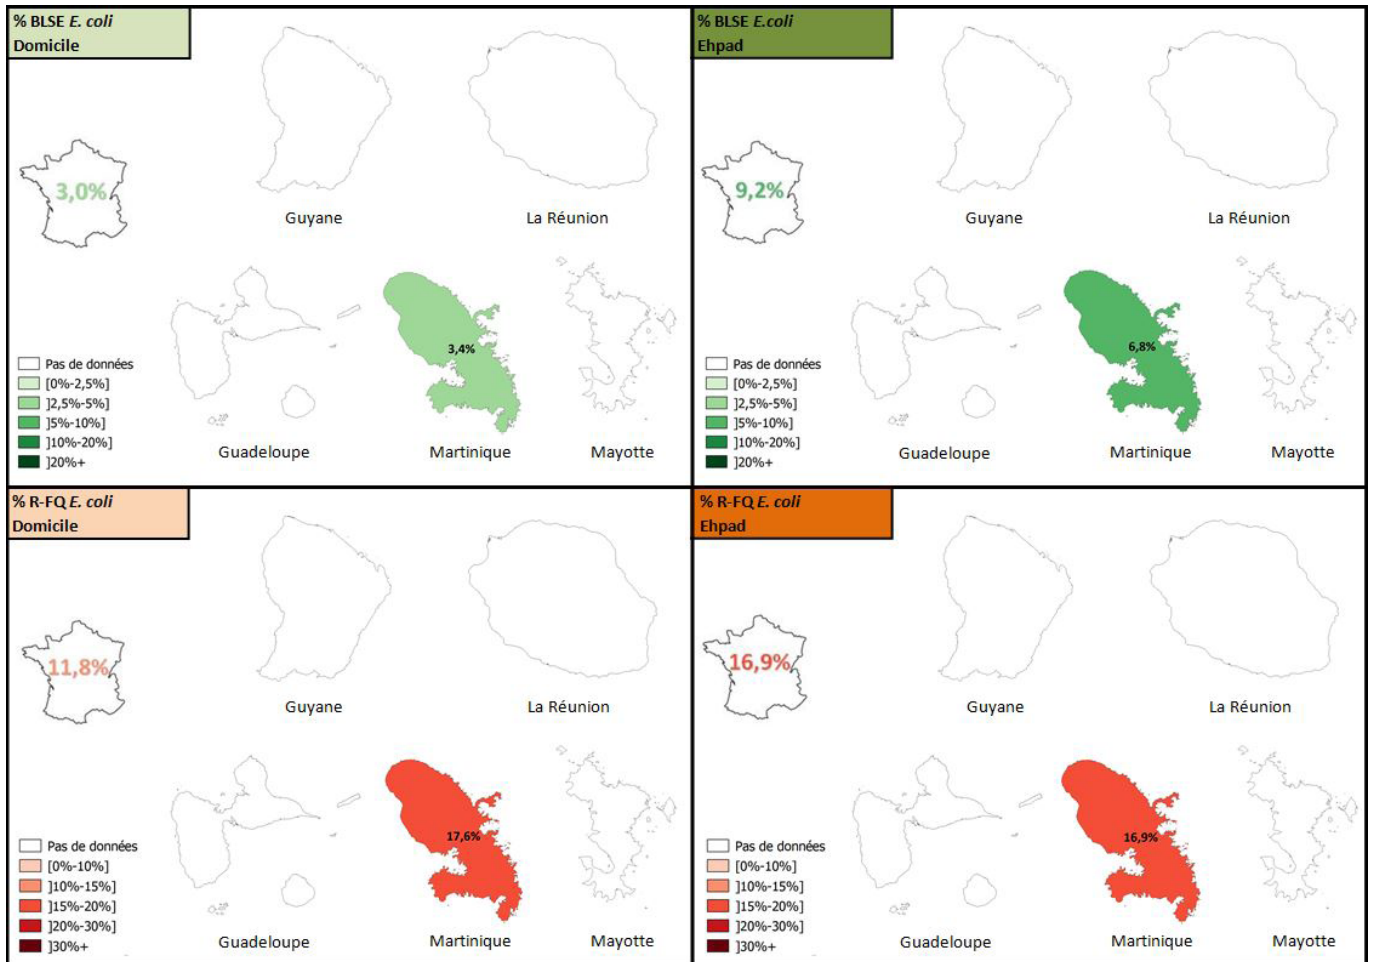 % BLSE E. coli
Domicile
3,0%
Guyane
La Réunion
3,4%
Pas de données
[0%-2,5%]
]2,5%-5%]
]5%-10%]
]10%-20%]
]20%+
Guadeloupe
Martinique
Mayotte
% BLSE E.coli
Ehpad
9,2%
Guyane
La Réunion
6,8%
Pas de données
[0%-2,5%]
]2,5%-5%]
]5%-10%]
]10%-20%]
]20%+
Guadeloupe
Martinique
Mayotte
% R-FQ E. coli
Domicile
11,8%
Guyane
La Réunion
17,6%
Pas de données
[0%-10%]
]10%-15%]
]15%-20%]
]20%-30%]
]30%+
Guadeloupe
Martinique
Mayotte
% R-FQ E. coli
Ehpad
16,9%
Guyane
La Réunion
16,9%
Pas de données
[0%-10%]
]10%-15%]
]15%-20%]
]20%-30%]
]30%+
Guadeloupe
Martinique
Mayotte